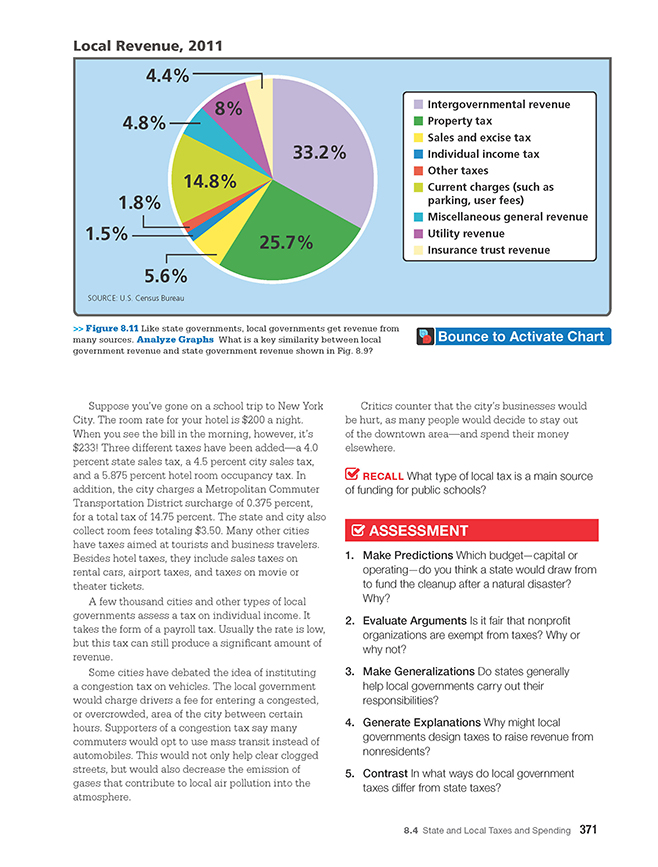 Local Revenue, 2011
4.4%
8%
4.8%
33.2%
14.8%
1.8%
1.5%
25.7%
5.6%
Intergovernmental revenue
Property tax
Sales and excise tax
Individual income tax
Other taxes
Current charges (such as
parking, user fees)
Miscellaneous general revenue
Utility revenue
Insurance trust revenue
SOURCE: U.S. Census Bureau
>> Figure 8.11 Like state governments, local governments get revenue from
many sources. Analyze Graphs What is a key similarity between local
government revenue and state government revenue shown in Fig. 8.9?
Bounce to Activate Chart
Suppose you've gone on a school trip to New York
City. The room rate for your hotel is $200 a night.
When you see the bill in the morning, however, it's
$233! Three different taxes have been added—a 4.0
percent state sales tax, a 4.5 percent city sales tax,
and a 5.875 percent hotel room occupancy tax. In
addition, the city charges a Metropolitan Commuter
Transportation District surcharge of 0.375 percent,
for a total tax of 14.75 percent. The state and city also
collect room fees totaling $3.50. Many other cities
have taxes aimed at tourists and business travelers.
Besides hotel taxes, they include sales taxes on
rental cars, airport taxes, and taxes on movie or
theater tickets.
A few thousand cities and other types of local
governments assess a tax on individual income. It
takes the form of a payroll tax. Usually the rate is low,
but this tax can still produce a significant amount of
revenue.
Some cities have debated the idea of instituting
a congestion tax on vehicles. The local government
would charge drivers a fee for entering a congested,
or overcrowded, area of the city between certain
hours. Supporters of a congestion tax say many
commuters would opt to use mass transit instead of
automobiles. This would not only help clear clogged
streets, but would also decrease the emission of
gases that contribute to local air pollution into the
atmosphere.
Critics counter that the city's businesses would
be hurt, as many people would decide to stay out
of the downtown area—and spend their money
elsewhere.
RECALL What type of local tax is a main source
of funding for public schools?
ASSESSMENT
1. Make Predictions Which budget—capital or
operating—do you think a state would draw from
to fund the cleanup after a natural disaster?
Why?
2. Evaluate Arguments Is it fair that nonprofit
organizations are exempt from taxes? Why or
why not?
3. Make Generalizations Do states generally
help local governments carry out their
responsibilities?
4. Generate Explanations Why might local
governments design taxes to raise revenue from
nonresidents?
5. Contrast In what ways do local government
taxes differ from state taxes?
8.4 State and Local Taxes and Spending 371